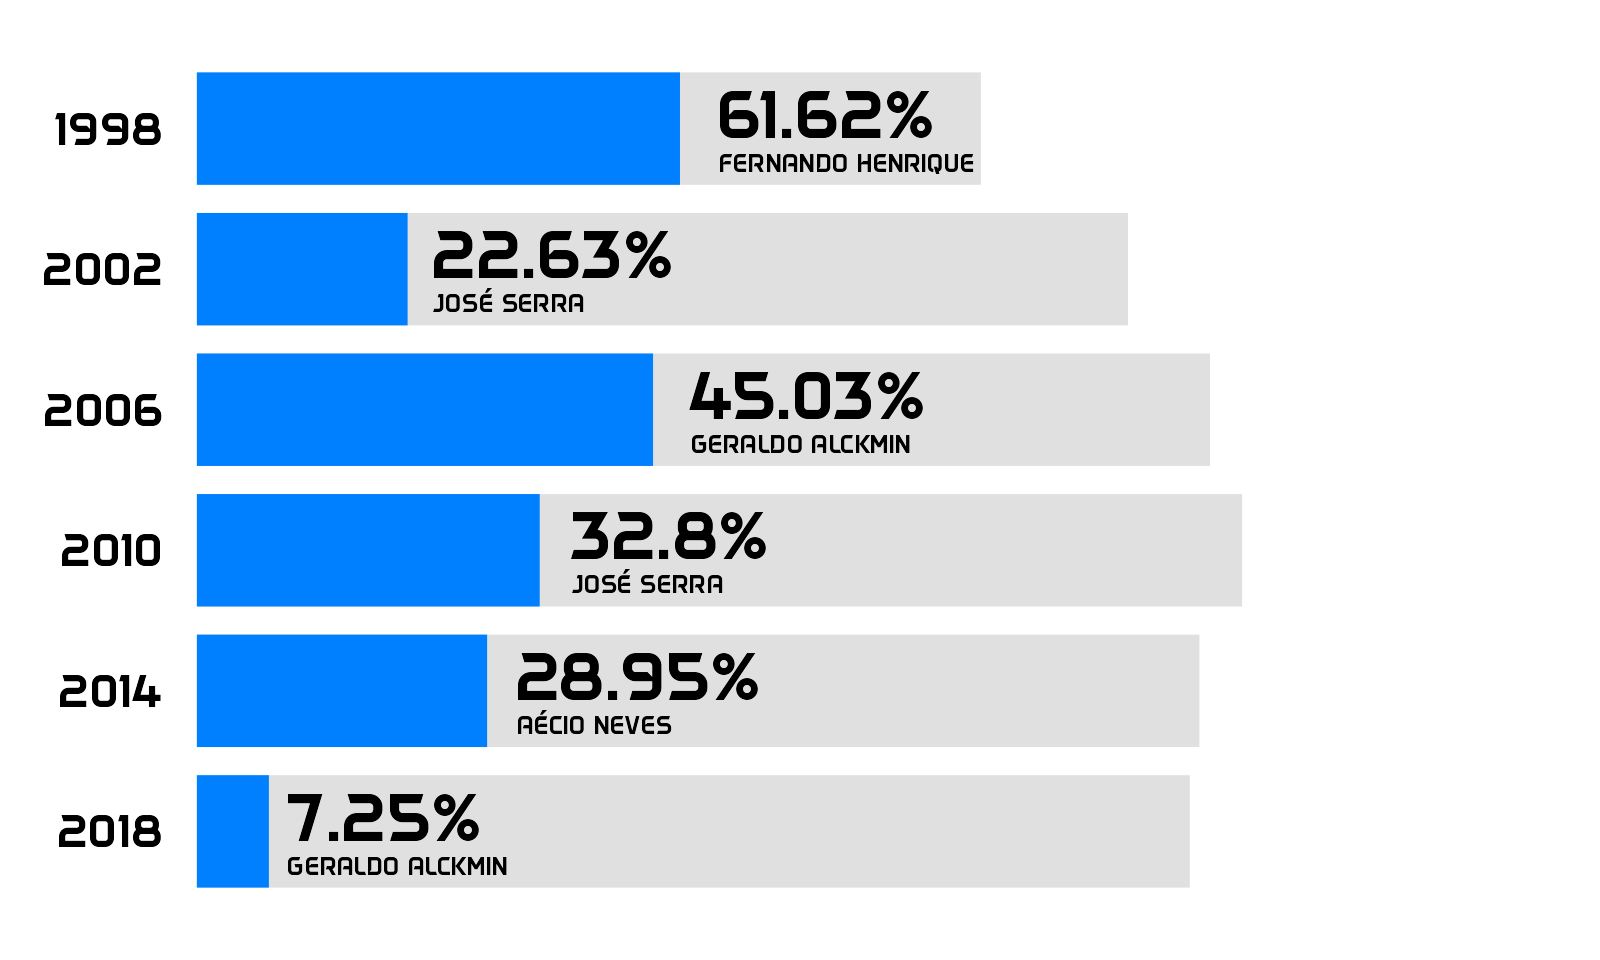 1998
61.62%
FERNANDO HENRIQUE
2002
22.63%
JOSÉ SERRA
2006
45.03%
GERALDO ALCKMIN
2010
32.8%
JOSÉ SERRA
2014
28.95%
AÉCIO NEVES
2018
7.25%
GERALDO ALCKMIN